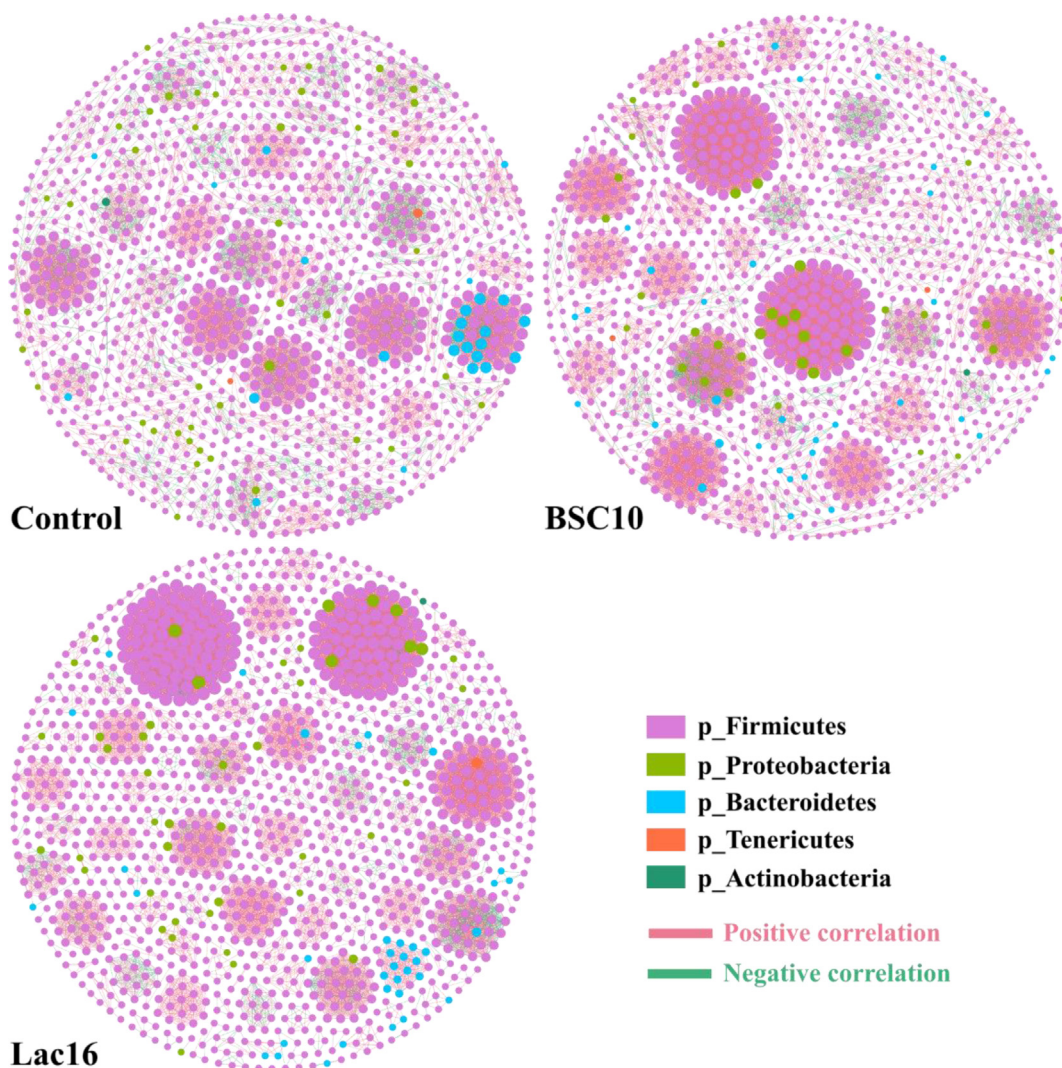 Control
BSC10
Lac16
p_Firmicutes
p_Proteobacteria
p_Bacteroidetes
p_Tenericutes
p_Actinobacteria
Positive correlation
Negative correlation